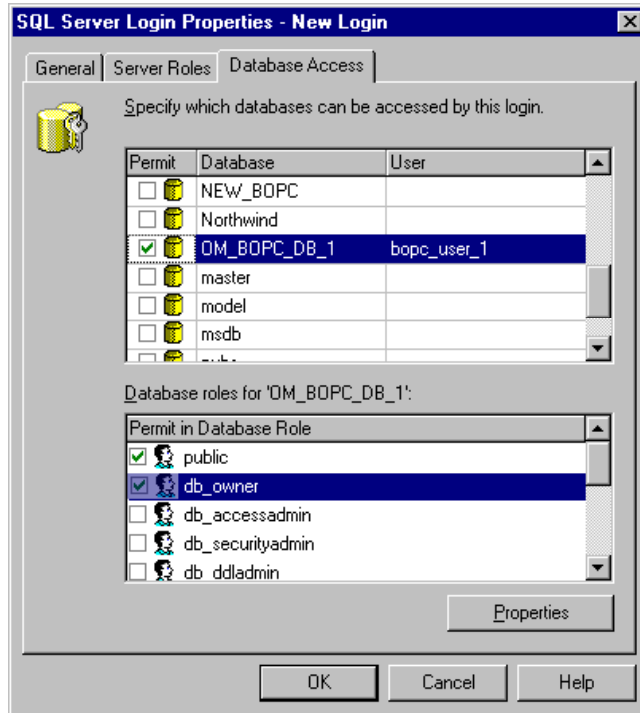 SQL Server Login Properties - New Login
General Server Roles Database Access
Specify which databases can be accessed by this login.
Permit Database User
NEW_BOPC
Northwind
OM_BOPC_DB_1 bopc_user_1
master
model
msdb
Database roles for 'OM_BOPC_DB_1':
Permit in Database Role
public
db_owner
db_accessadmin
db_securityadmin
db_ddladmin
Properties
OK Cancel Help